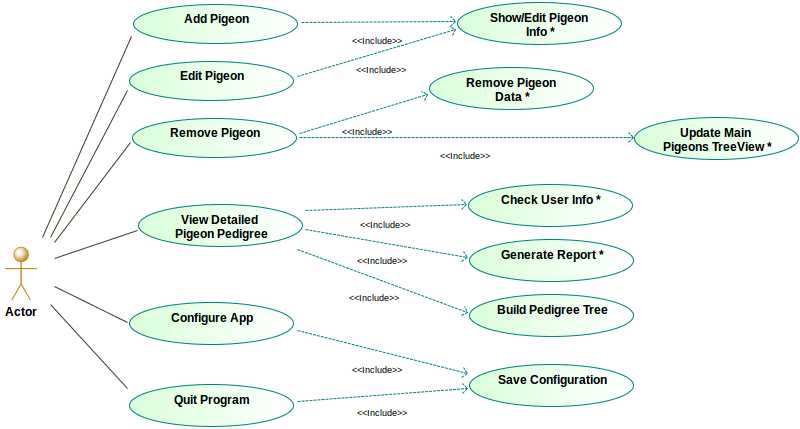 Add Pigeon
Show/Edit Pigeon
Info *
<<Include>>
Edit Pigeon
<<Include>>
Remove Pigeon
Data *
Remove Pigeon
<<Include>>
Update Main
Pigeons TreeView *
<<Include>>
Check User Info *
View Detailed
Pigeon Pedigree
<<Include>>
Generate Report *
<<Include>>
<<Include>>
Build Pedigree Tree
Actor
Configure App
<<Include>>
Save Configuration
Quit Program
<<Include>>